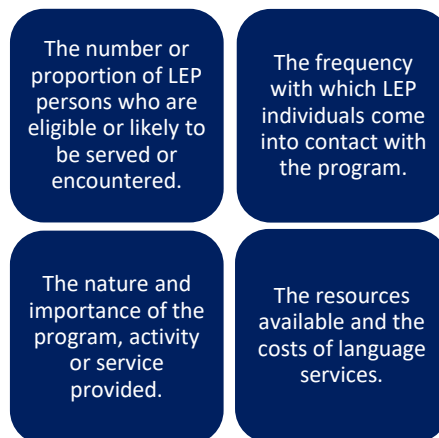 The number or
proportion of LEP
persons who are
eligible or likely to
be served or
encountered.
The frequency
with which LEP
individuals come
into contact with
the program.
The nature and
importance of the
program, activity
or service
provided.
The resources
available and the
costs of language
services.